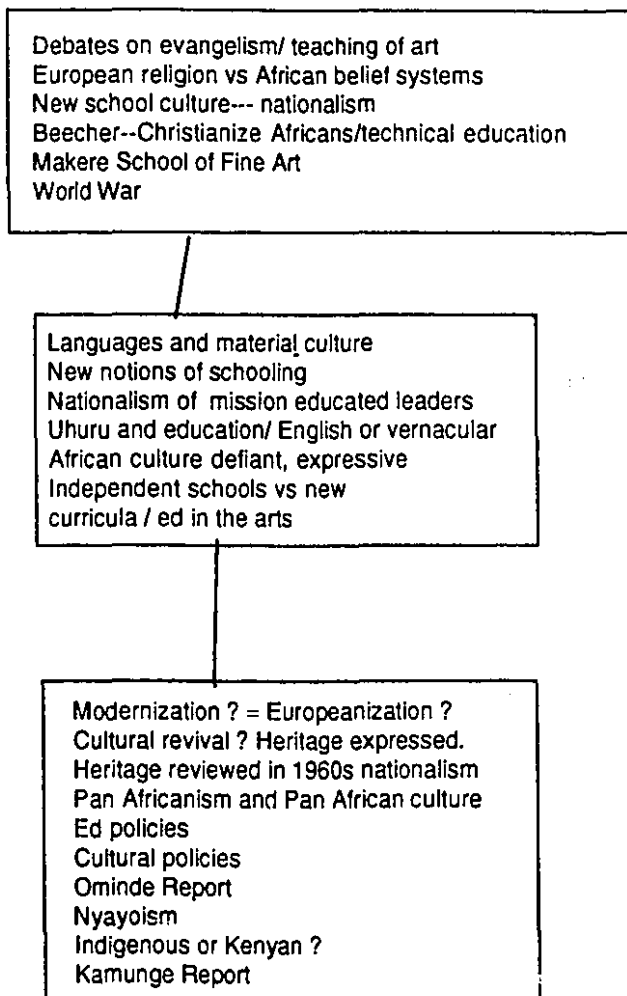 Debates on evangelism/ teaching of art
European religion vs African belief systems
New school culture--- nationalism
Beecher--Christianize Africans/technical education
Makere School of Fine Art
World War
Languages and material culture
New notions of schooling
Nationalism of mission educated leaders
Uhuru and education/ English or vernacular
African culture defiant, expressive
Independent schools vs new
curricula / ed in the arts
Modernization ? = Europeanization ?
Cultural revival ? Heritage expressed.
Heritage reviewed in 1960s nationalism
Pan Africanism and Pan African culture
Ed policies
Cultural policies
Ominde Report
Nyayoism
Indigenous or Kenyan ?
Kamunge Report